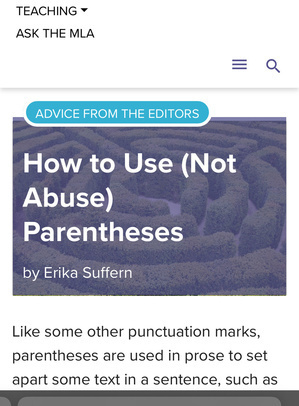 TEACHING
ASK THE MLA
ADVICE FROM THE EDITORS
How to Use (Not
Abuse)
Parentheses
by Erika Suffern
Like some other punctuation marks,
parentheses are used in prose to set
apart some text in a sentence, such as